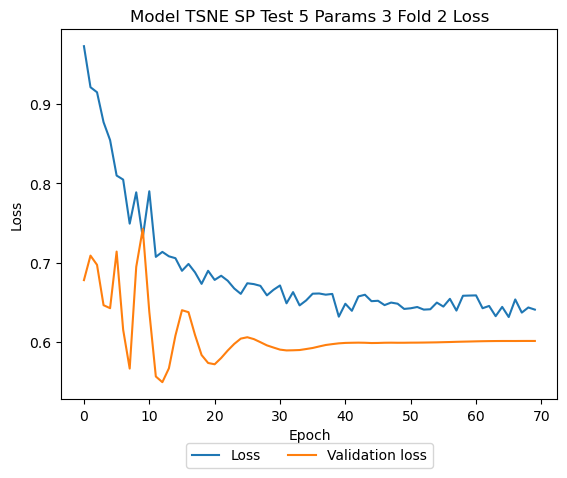 Model TSNE SP Test 5 Params 3 Fold 2 Loss
0.9
0.8
0.7
0.6
Loss
0 10 20 30 40 50 60 70
Epoch
Loss Validation loss